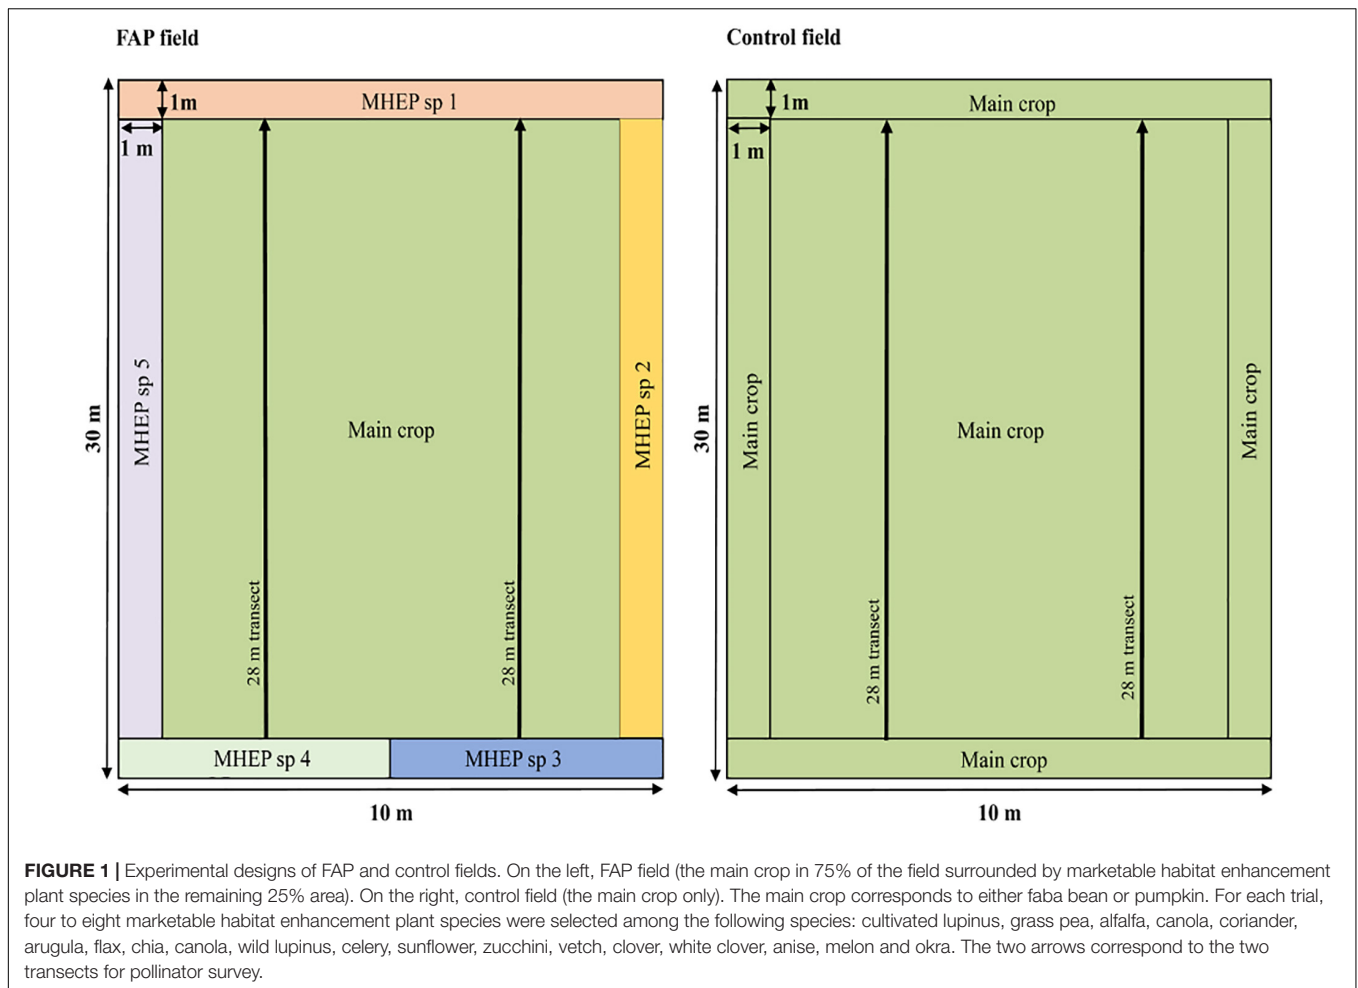 FAP field
Control field
MHEP sp 1
1m
1 m
MHEP sp 5
MHEP sp 2
30 m
Main crop
28 m transect
28 m transect
MHEP sp 4
MHEP sp 3
10 m
Main crop
1m
1 m
Main crop
Main crop
30 m
Main crop
28 m transect
28 m transect
Main crop
10 m
FIGURE 1 | Experimental designs of FAP and control fields. On the left, FAP field (the main crop in 75% of the field surrounded by marketable habitat enhancement
plant species in the remaining 25% area). On the right, control field (the main crop only). The main crop corresponds to either faba bean or pumpkin. For each trial,
four to eight marketable habitat enhancement plant species were selected among the following species: cultivated lupinus, grass pea, alfalfa, canola, coriander,
arugula, flax, chia, canola, wild lupinus, celery, sunflower, zucchini, vetch, clover, white clover, anise, melon and okra. The two arrows correspond to the two
transects for pollinator survey.